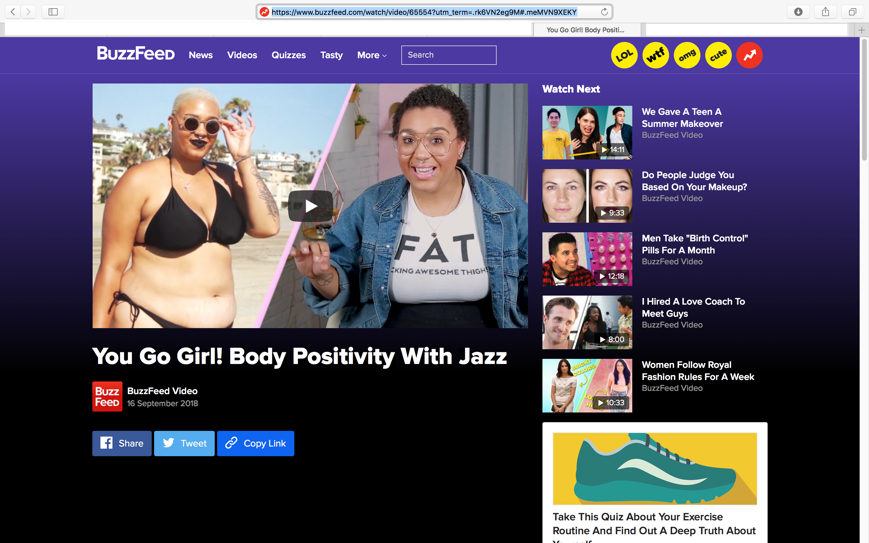 https://www.buzzfeed.com/watch/video/65554?utm_term=.rk6VN2eg9M#.meMVN9XEKY
You Go Girl! Body Positi...
BuzzFeed
News
Videos
Quizzes
Tasty
More
Search
LOL
wtf
omg
cute
FAT
CKING AWESOME THIGH
You Go Girl! Body Positivity With Jazz
Buzz
Feed
BuzzFeed Video
16 September 2018
Share
Tweet
Copy Link
Watch Next
14:11
We Gave A Teen A
Summer Makeover
BuzzFeed Video
9:33
Do People Judge You
Based On Your Makeup?
BuzzFeed Video
12:18
Men Take "Birth Control"
Pills For A Month
BuzzFeed Video
8:00
I Hired A Love Coach To
Meet Guys
BuzzFeed Video
10:33
Women Follow Royal
Fashion Rules For A Week
BuzzFeed Video
Take This Quiz About Your Exercise
Routine And Find Out A Deep Truth About